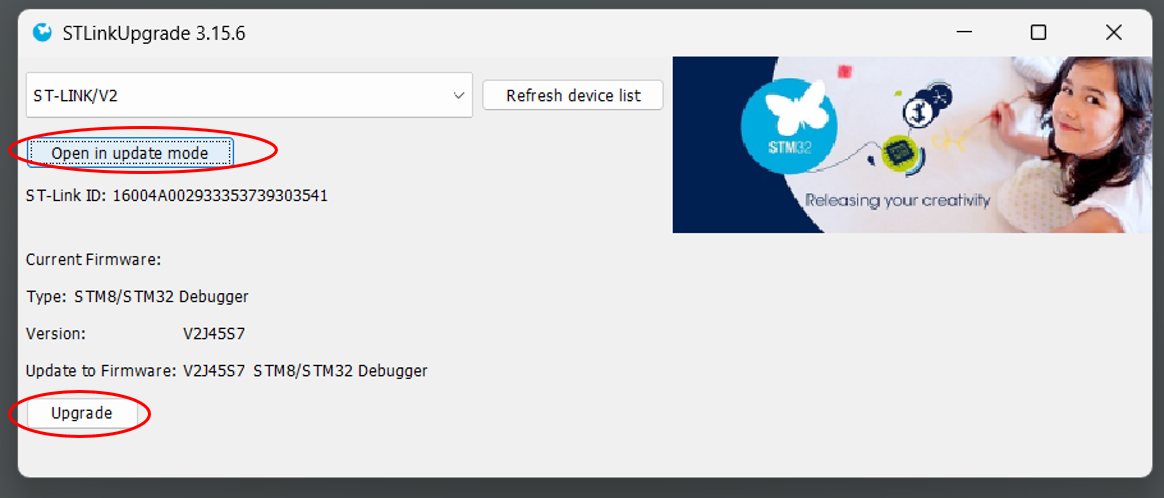 STLinkUpgrade 3.15.6
ST-LINK/V2
Refresh device list
Open in update mode
STM32
Releasing your creativity
ST-Link ID: 16004A002933353739303541
Current Firmware:
Type: STM8/STM32 Debugger
Version: V2J45S7
Update to Firmware: V2J45S7 STM8/STM32 Debugger
Upgrade